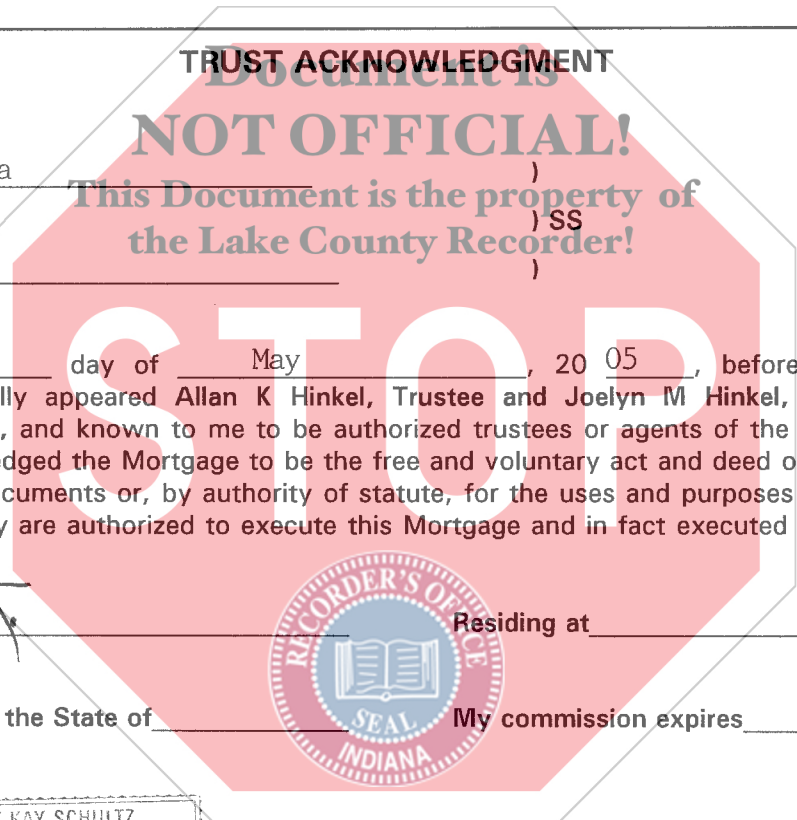 TRUST ACKNOWLEDGMENT
Document is
NOT OFFICIAL!
a )
This Document is the property of
) SS
the Lake County Recorder!
)
STOP
day of May , 20 05 , before
lly appeared Allan K Hinkel, Trustee and Joelyn M Hinkel,
, and known to me to be authorized trustees or agents of the
edged the Mortgage to be the free and voluntary act and deed o
cuments or, by authority of statute, for the uses and purposes
y are authorized to execute this Mortgage and in fact executed
RECORDER'S OFFICE
Residing at
SEAL
the State of My commission expires
INDIANA
KAY SCHULTZ